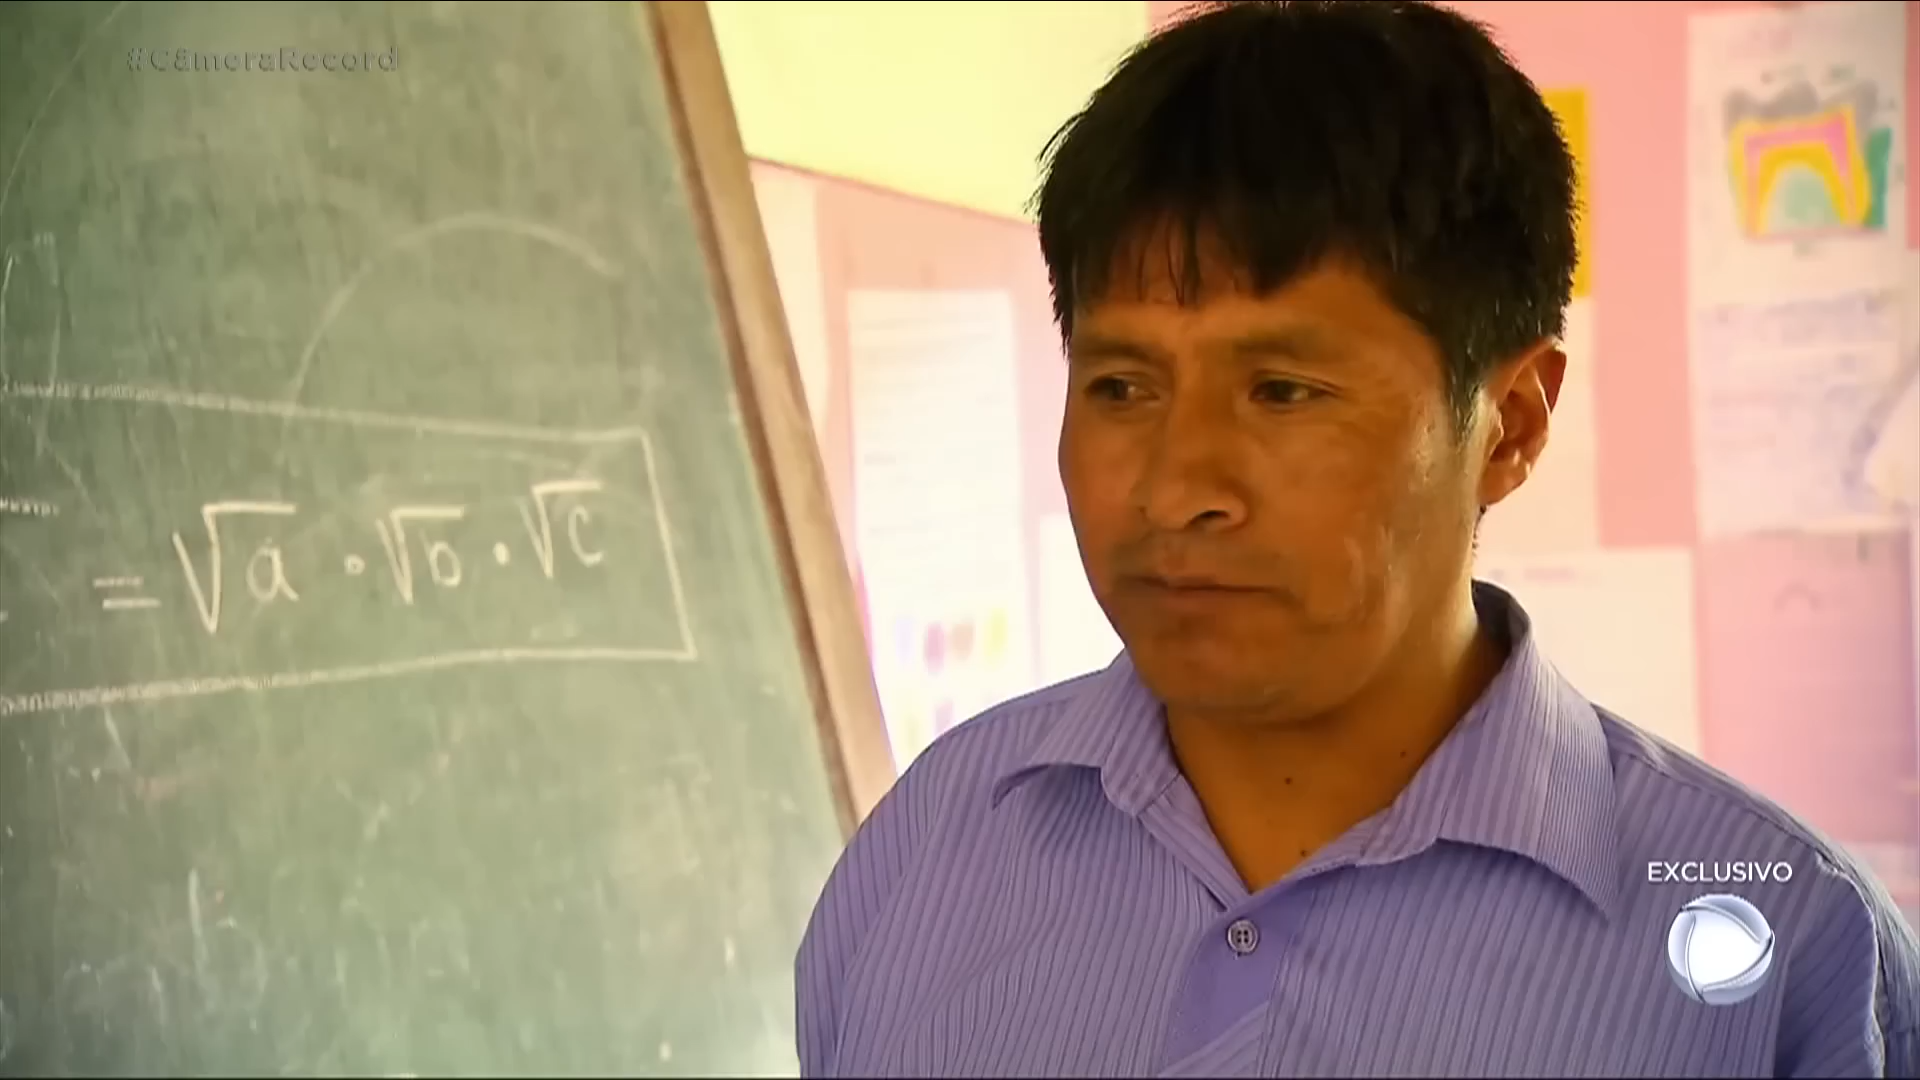 #CâmeraRecord
= √a · √b · √c
EXCLUSIVO